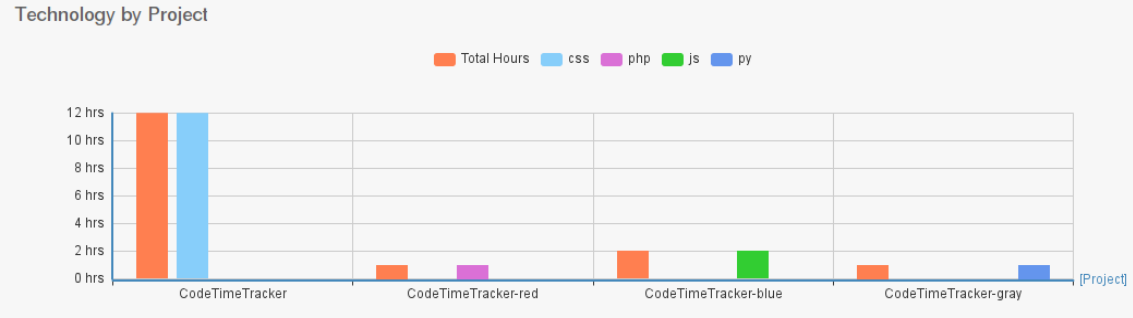 Technology by Project
Total Hours css php js py
12 hrs
10 hrs
8 hrs
6 hrs
4 hrs
2 hrs
0 hrs
CodeTimeTracker CodeTimeTracker-red CodeTimeTracker-blue CodeTimeTracker-gray
[Project]